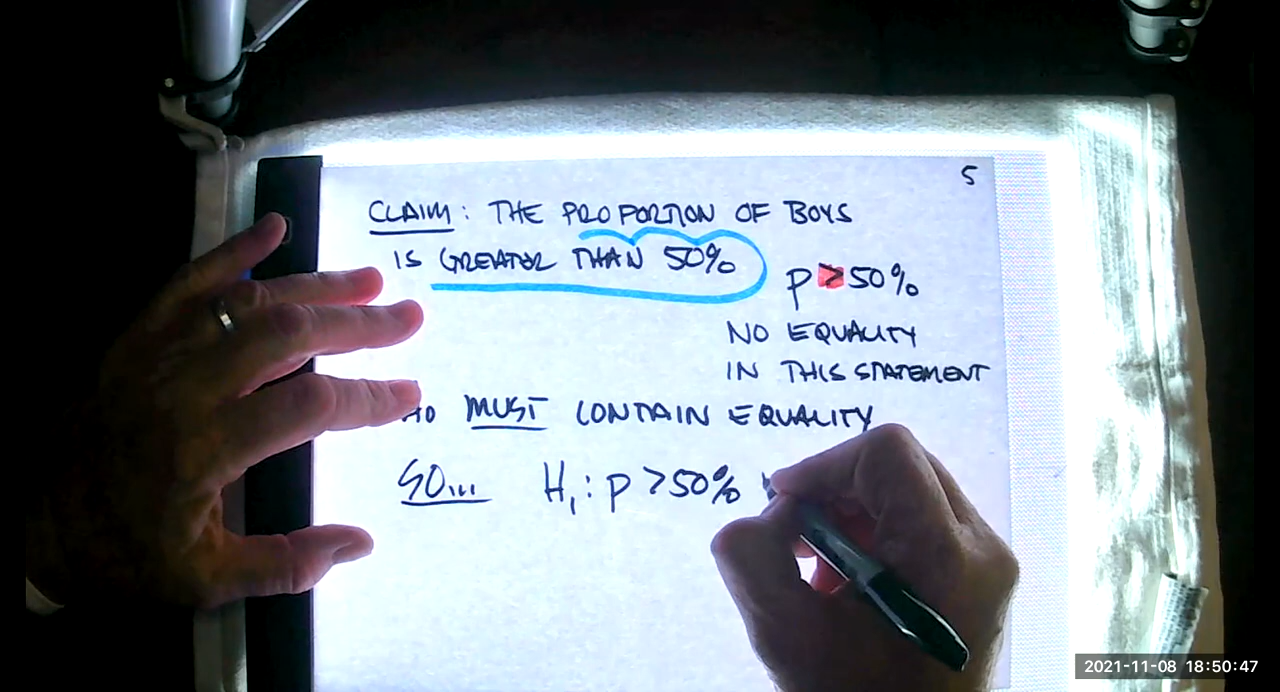 5
CLAIM: THE PROPORTION OF BOYS
IS GREATER THAN 50%
p > 50%
NO EQUALITY
IN THIS STATEMENT
MUST CONTAIN EQUALITY
SO... H₁: p > 50%
2021-11-08 18:50:47